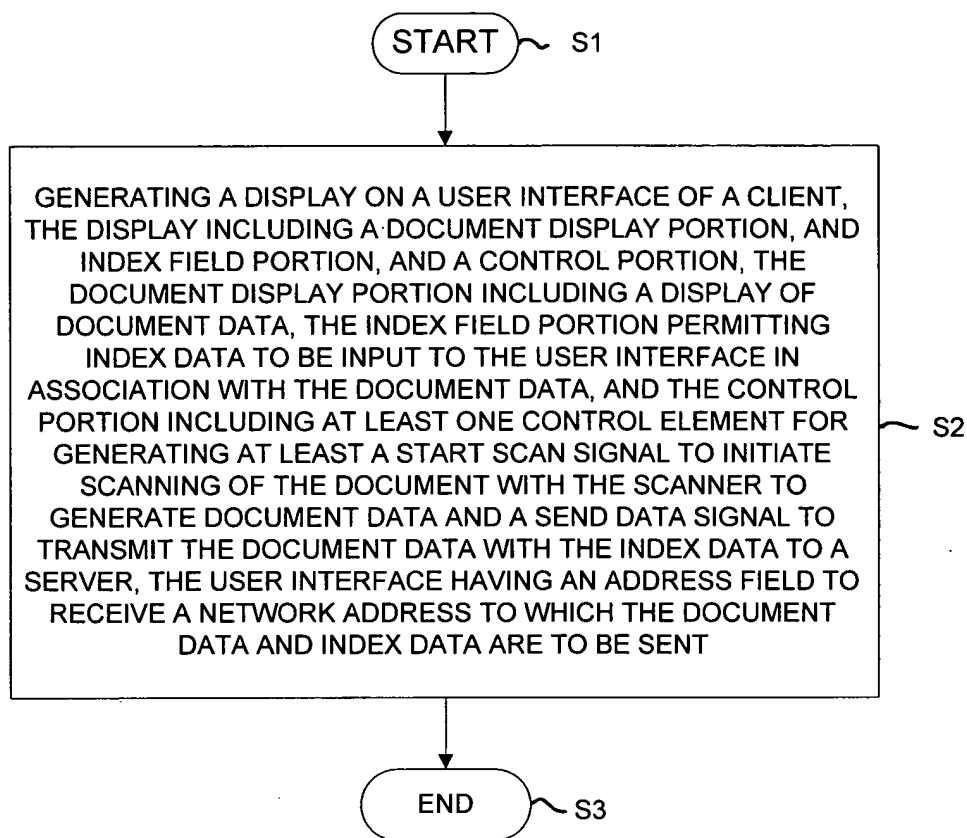 START
S1
GENERATING A DISPLAY ON A USER INTERFACE OF A CLIENT,
THE DISPLAY INCLUDING A DOCUMENT DISPLAY PORTION, AND
INDEX FIELD PORTION, AND A CONTROL PORTION, THE
DOCUMENT DISPLAY PORTION INCLUDING A DISPLAY OF
DOCUMENT DATA, THE INDEX FIELD PORTION PERMITTING
INDEX DATA TO BE INPUT TO THE USER INTERFACE IN
ASSOCIATION WITH THE DOCUMENT DATA, AND THE CONTROL
PORTION INCLUDING AT LEAST ONE CONTROL ELEMENT FOR
GENERATING AT LEAST A START SCAN SIGNAL TO INITIATE
SCANNING OF THE DOCUMENT WITH THE SCANNER TO
GENERATE DOCUMENT DATA AND A SEND DATA SIGNAL TO
TRANSMIT THE DOCUMENT DATA WITH THE INDEX DATA TO A
SERVER, THE USER INTERFACE HAVING AN ADDRESS FIELD TO
RECEIVE A NETWORK ADDRESS TO WHICH THE DOCUMENT
DATA AND INDEX DATA ARE TO BE SENT
S2
END
S3